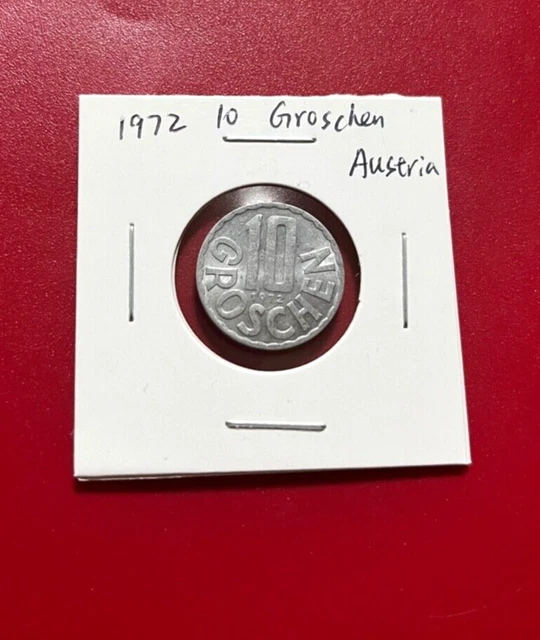 1972 10 Groschen
Austria
10
1972
GROSCHEN